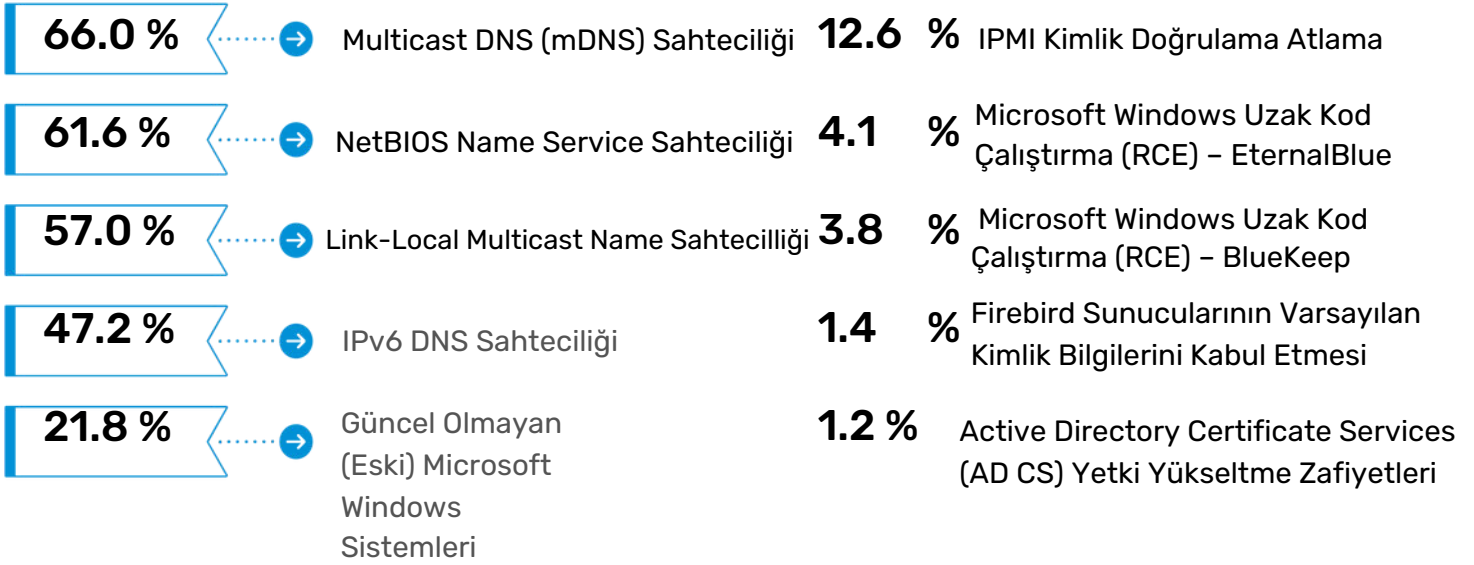 66.0 %
Multicast DNS (mDNS) Sahteciliği
61.6 %
NetBIOS Name Service Sahteciliği
57.0 %
Link-Local Multicast Name Sahtecilliği
47.2 %
IPv6 DNS Sahteciliği
21.8 %
Güncel Olmayan
(Eski) Microsoft
Windows
Sistemleri
12.6 %
IPMI Kimlik Doğrulama Atlama
4.1 %
Microsoft Windows Uzak Kod
Çalıştırma (RCE) – EternalBlue
3.8 %
Microsoft Windows Uzak Kod
Çalıştırma (RCE) – BlueKeep
1.4 %
Firebird Sunucularının Varsayılan
Kimlik Bilgilerini Kabul Etmesi
1.2 %
Active Directory Certificate Services
(AD CS) Yetki Yükseltme Zafiyetleri